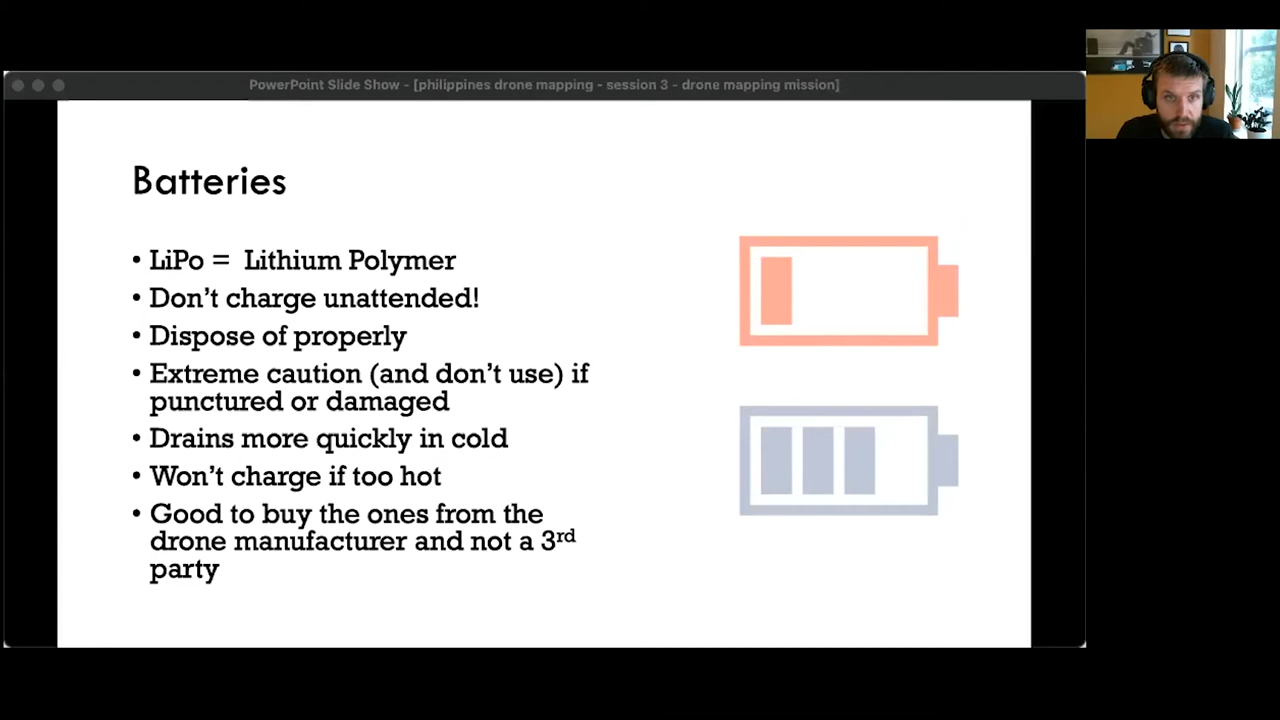 PowerPoint Slide Show - [philippines drone mapping - session 3 - drone mapping mission]
Batteries
• LiPo = Lithium Polymer
• Don't charge unattended!
• Dispose of properly
• Extreme caution (and don't use) if
punctured or damaged
• Drains more quickly in cold
• Won't charge if too hot
• Good to buy the ones from the
drone manufacturer and not a 3rd
party